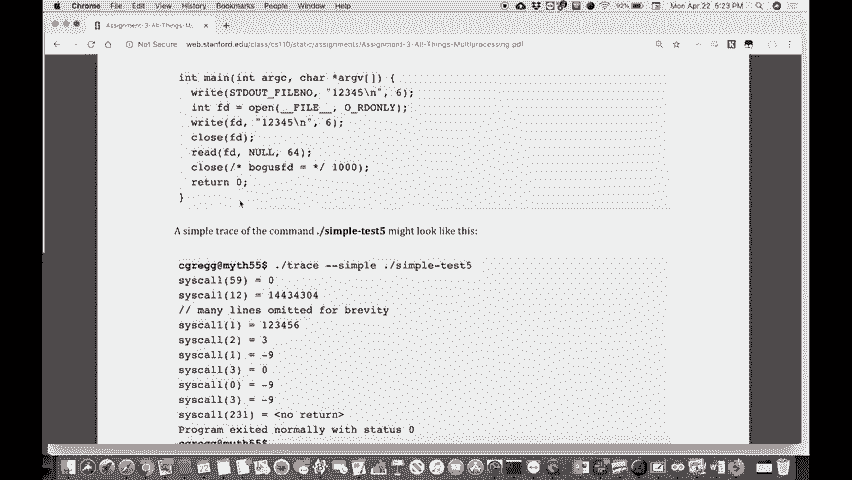 Chrome File Edit View History Bookmarks People Window Help
92% Mon Apr 22 5:23 PM
Assignment-3-All-Things-Mu
Not Secure web.stanford.edu/class/cs110/static/assignments/Assignment-3-All-Things-Multiprocessing.pdf
int main(int argc, char *argv[]) {
write(STDOUT_FILENO, "12345\n", 6);
int fd = open(__FILE__, O_RDONLY);
write(fd, "12345\n", 6);
close(fd);
read(fd, NULL, 64);
close(/* bogusfd = */ 1000);
return 0;
}
A simple trace of the command ./simple-test5 might look like this:
cgregg@myth55$ ./trace --simple ./simple-test5
syscall(59) = 0
syscall(12) = 14434304
// many lines omitted for brevity
syscall(1) = 123456
syscall(2) = 3
syscall(1) = -9
syscall(3) = 0
syscall(0) = -9
syscall(3) = -9
syscall(231) = <no return>
Program exited normally with status 0
cgregg@myth55$